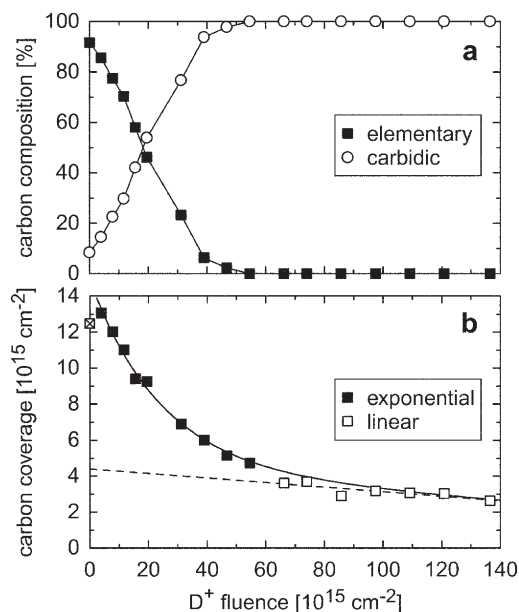 carbon composition [%]
100
80
60
40
20
0
a
elementary
carbidic
carbon coverage [10¹⁵ cm⁻²]
14
12
10
8
6
4
2
0
b
exponential
linear
0 20 40 60 80 100 120 140
D⁺ fluence [10¹⁵ cm⁻²]